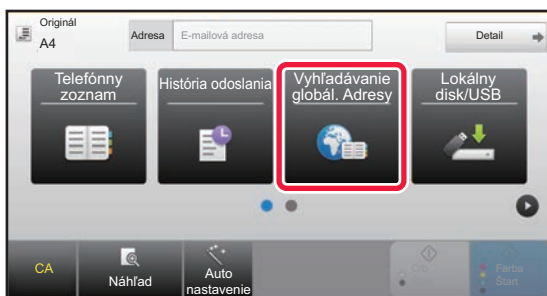 Originál
A4
Adresa
E-mailová adresa
Detail
Telefónny
zoznam
História odoslania
Vyhľadávanie
globál. Adresy
Lokálny
disk/USB
CA
Náhľad
Auto
nastavenie
Č/b
Štart
Farba
Štart